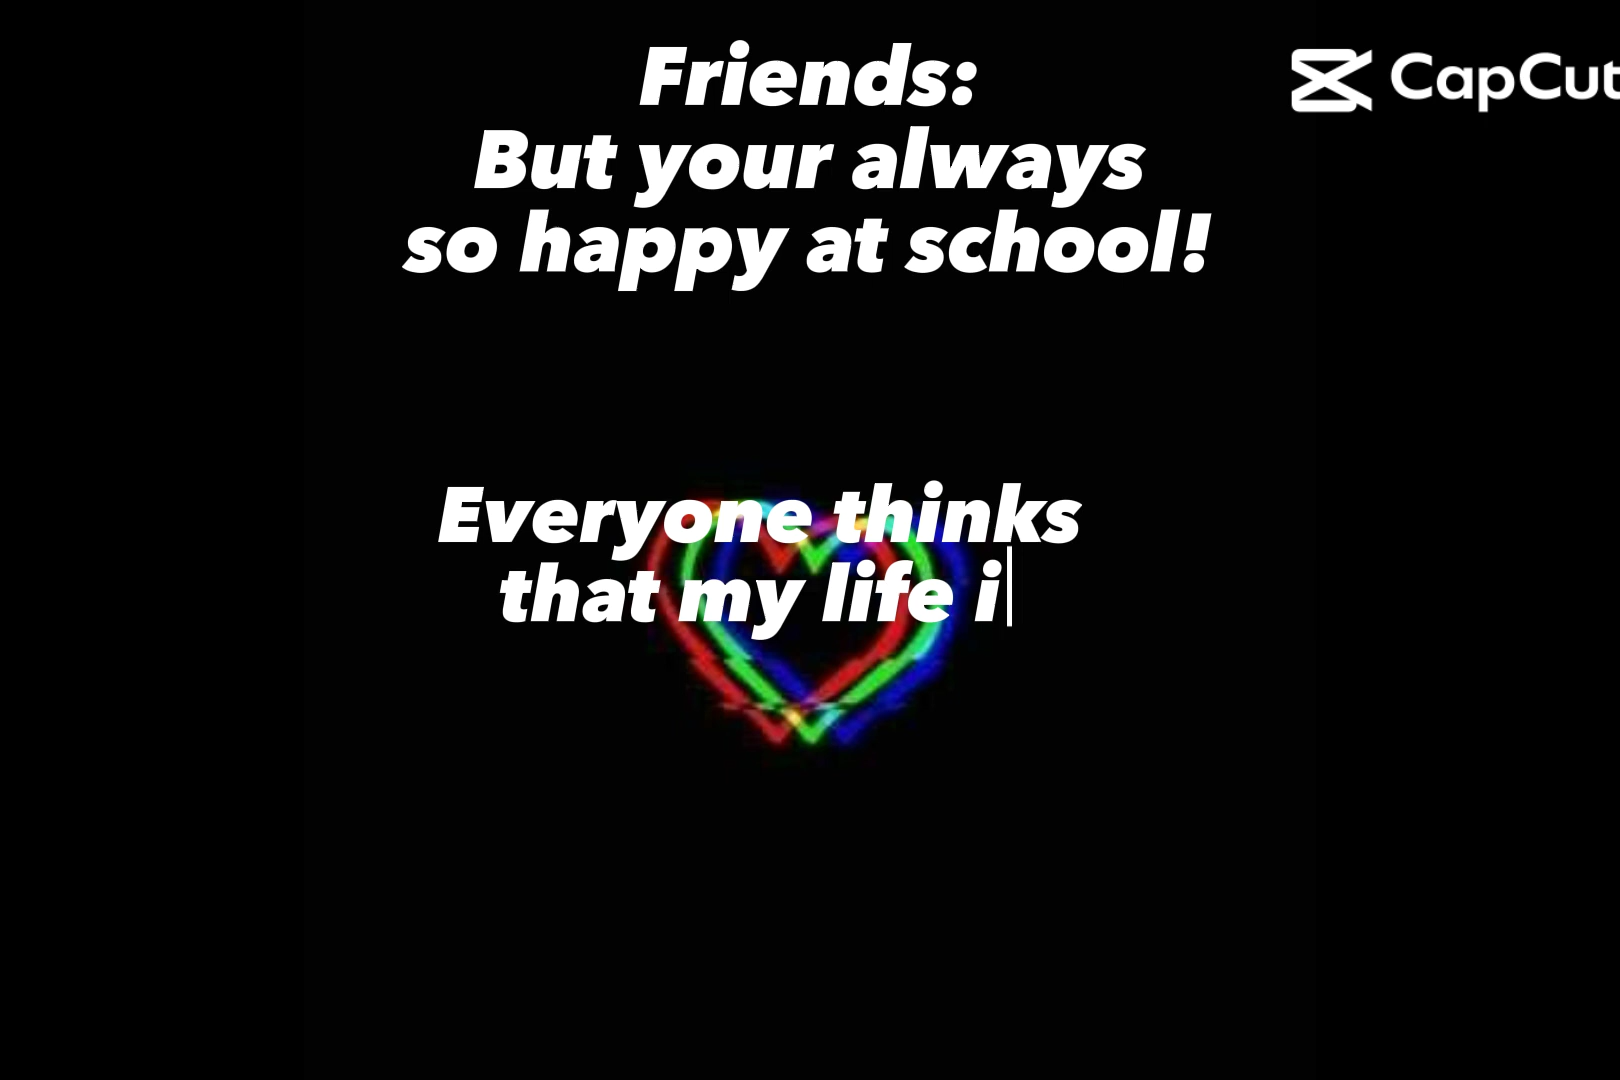 Friends:
But your always
so happy at school!
CapCut
Everyone thinks
that my life i